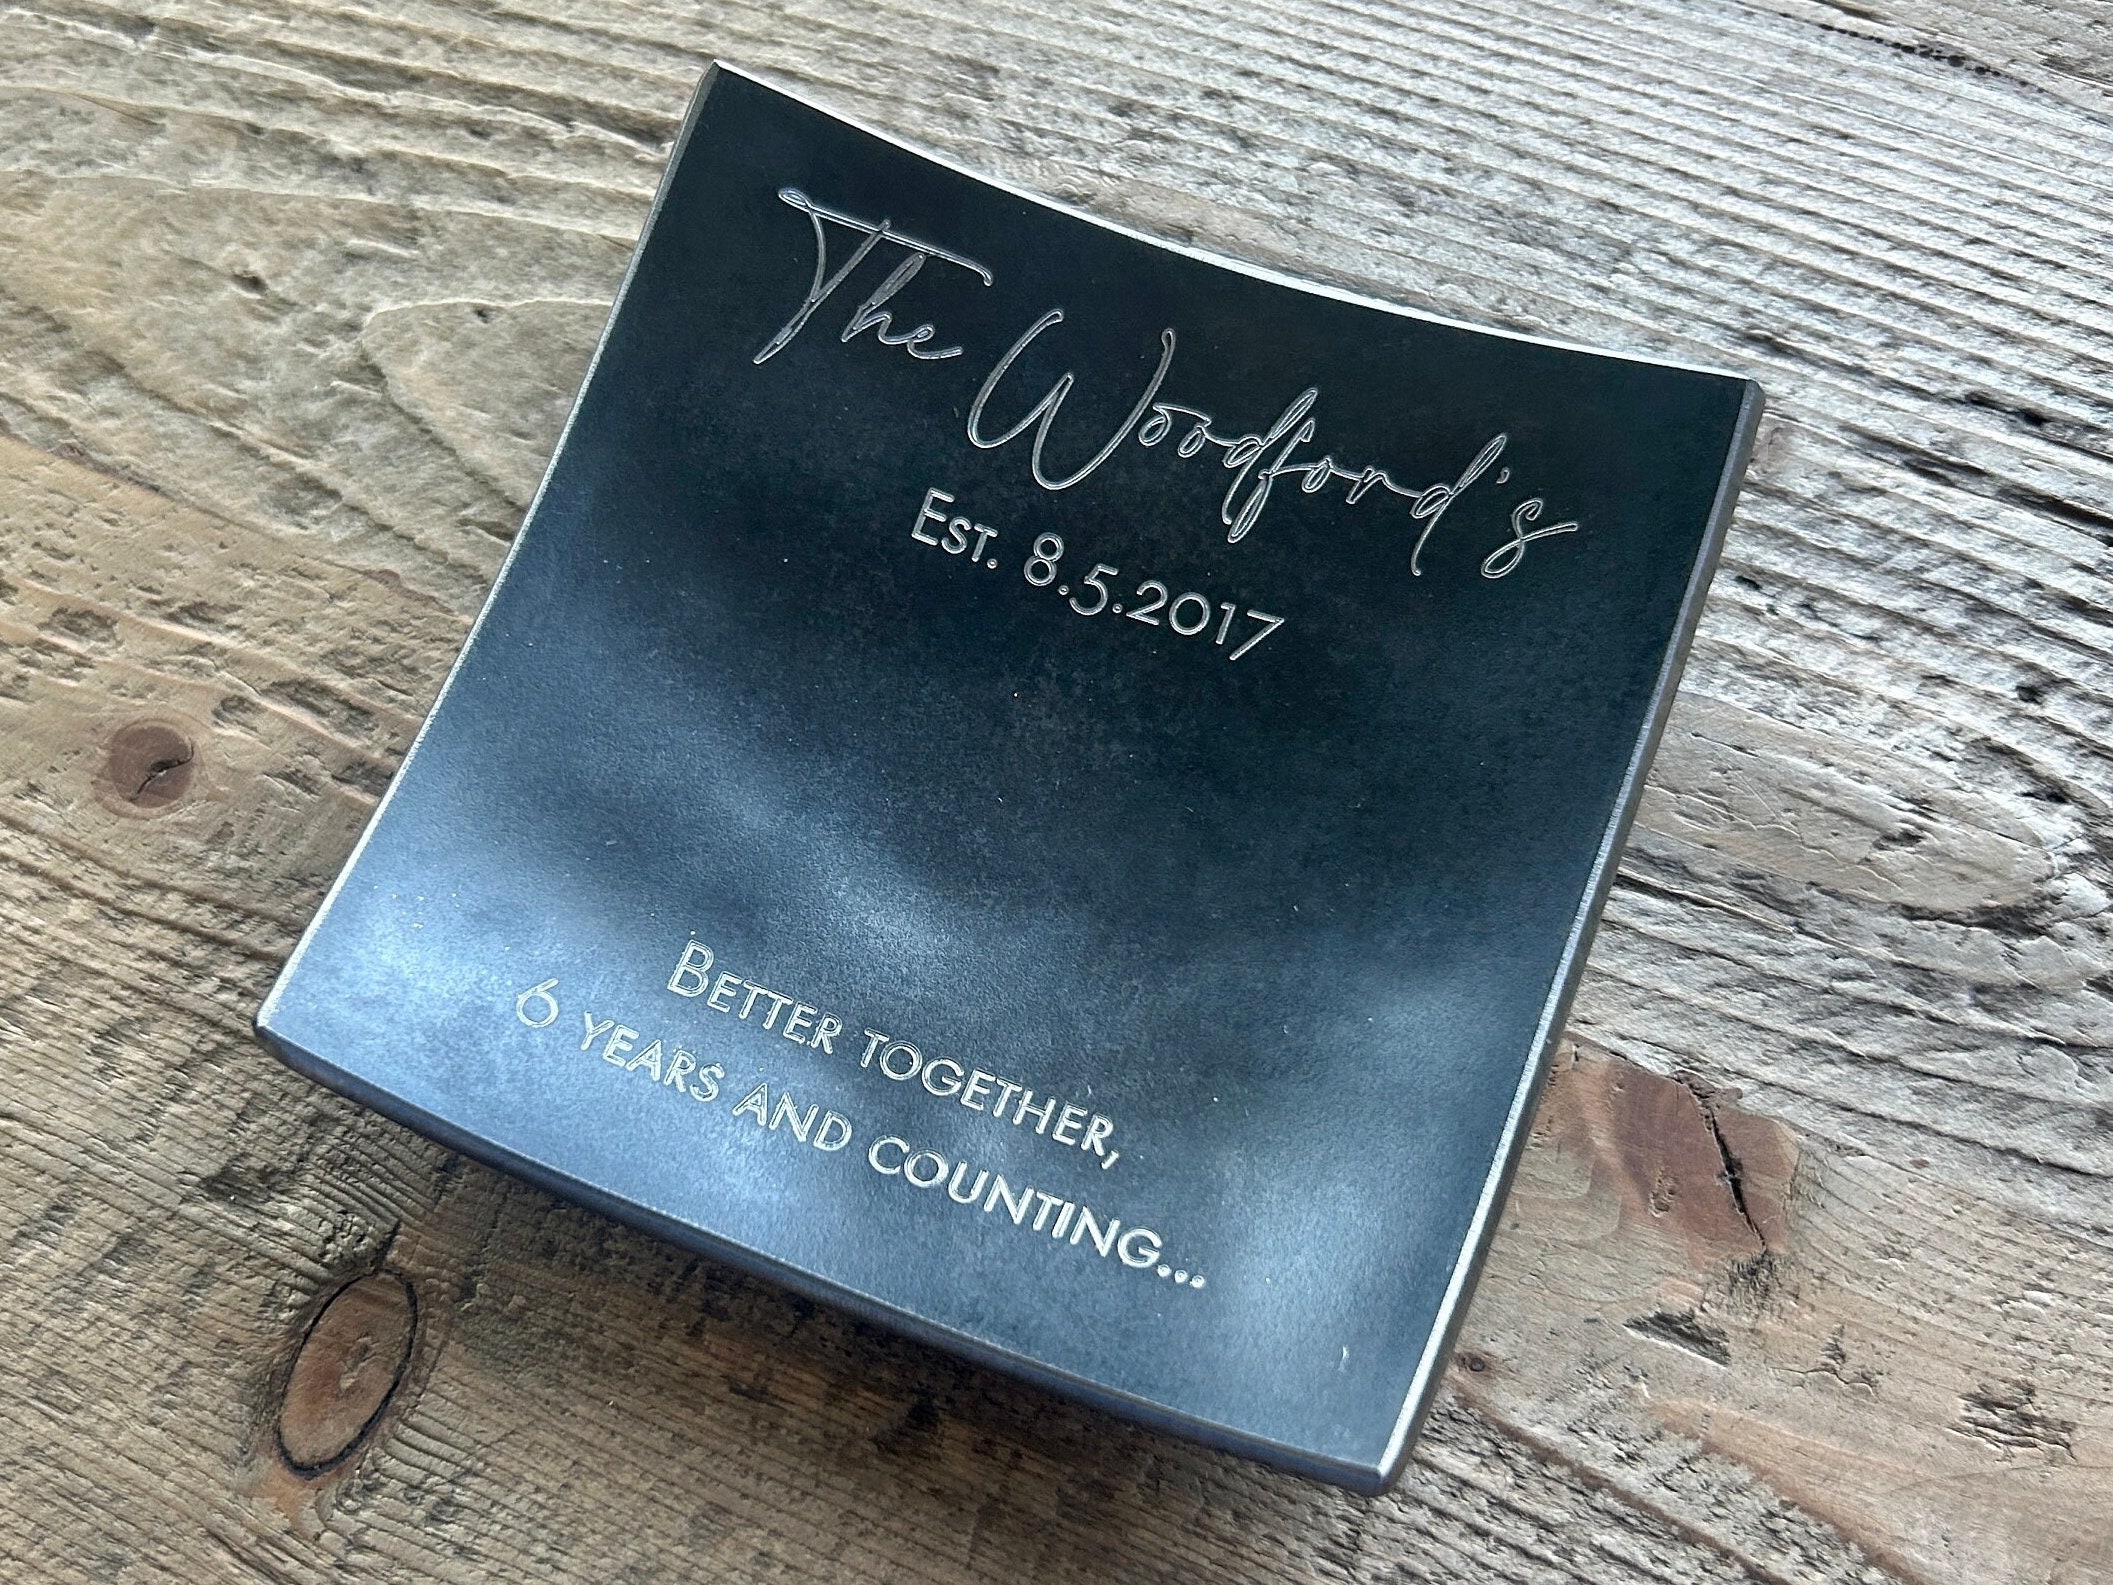 The Woodford's
Est. 8.5.2017
Better together,
6 years and counting...